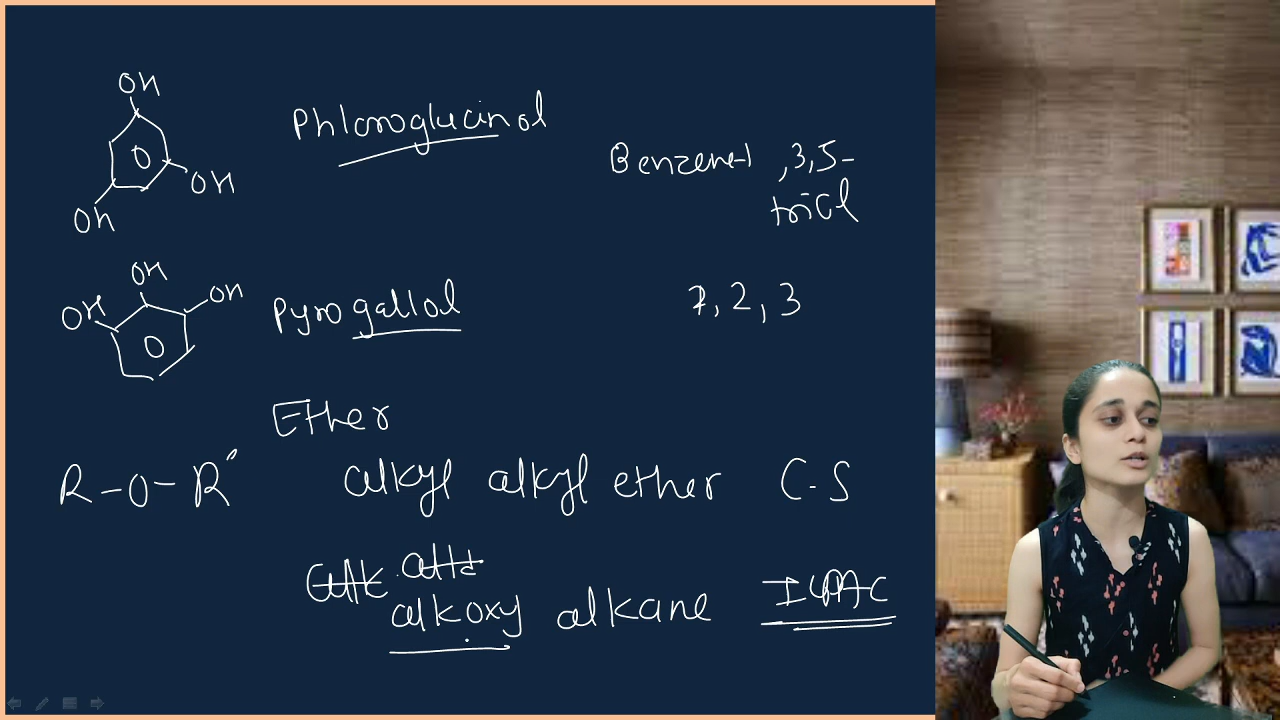 OH
Phloroglucinol
Benzene-1,3,5-
triol
OH
OH
OH
OH
OH
Pyrogallol
1, 2, 3
Ether
R-O-R'
alkyl alkyl ether C-S
alkoxy alkane IUPAC